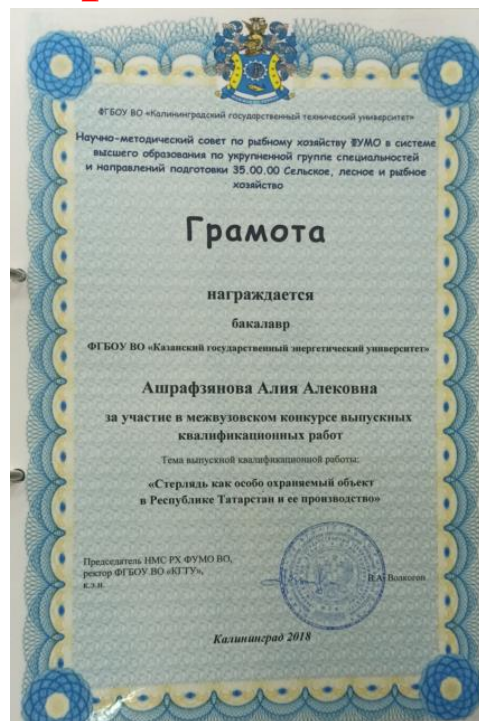 ФГБОУ ВО «Калининградский государственный технический университет»
Научно-методический совет по рыбному хозяйству ФУМО в системе
высшего образования по укрупненной группе специальностей
и направлений подготовки 35.00.00 Сельское, лесное и рыбное
хозяйство
Грамота
награждается
бакалавр
ФГБОУ ВО «Казанский государственный энергетический университет»
Ашрафзянова Алия Алековна
за участие в межвузовском конкурсе выпускных
квалификационных работ
Тема выпускной квалификационной работы:
«Стерлядь как особо охраняемый объект
в Республике Татарстан и ее производство»
Председатель НМС РХ ФУМО ВО,
ректор ФГБОУ ВО «КГТУ»,
к.э.н.
В.А. Волкогон
Калининград 2018